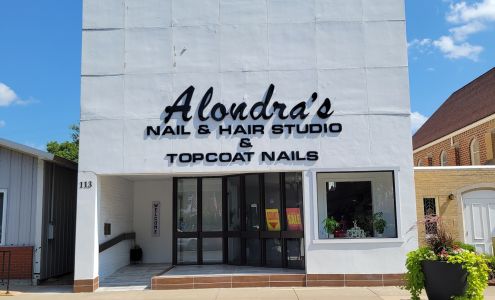 Alondra's
NAIL & HAIR STUDIO
&
TOPCOAT NAILS
113
WELCOME